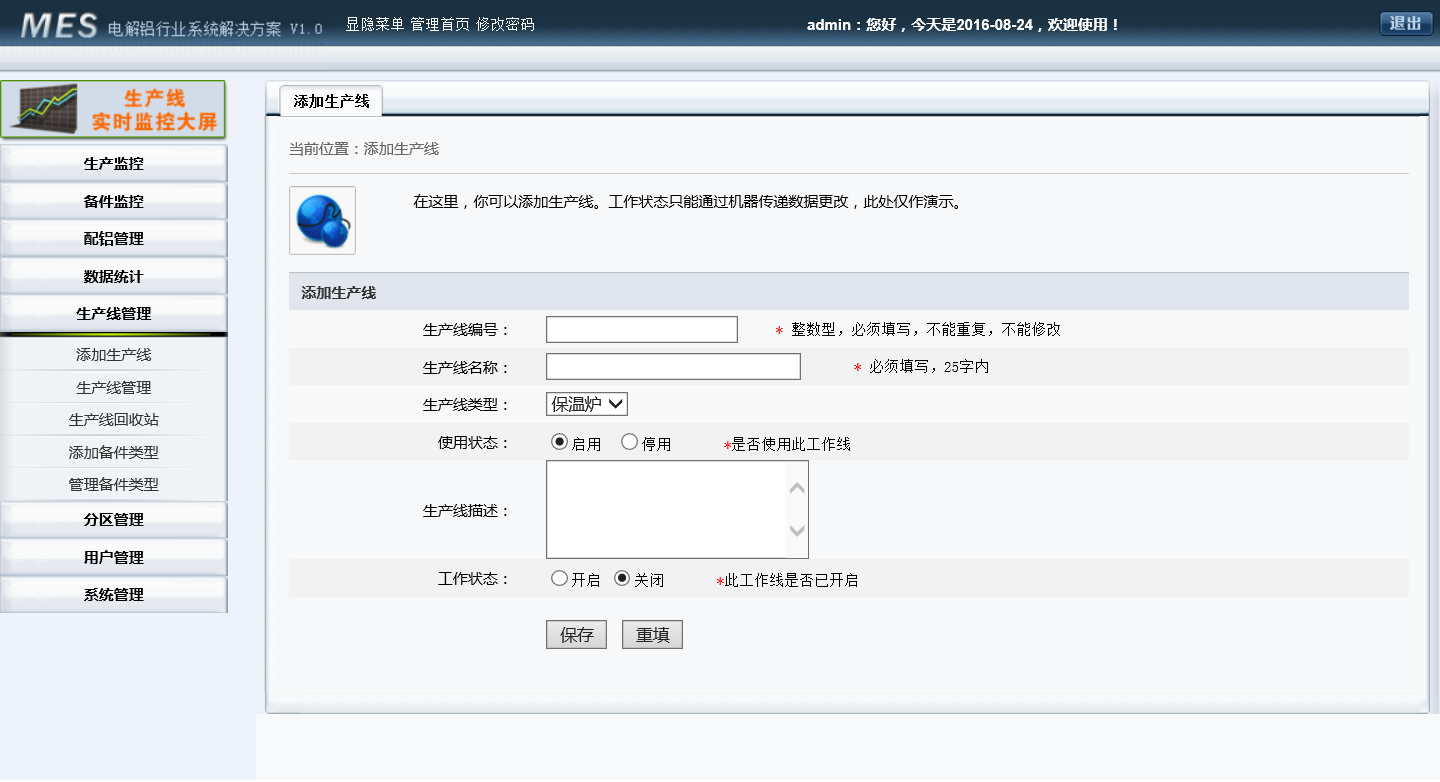 MES 电解铝行业系统解决方案 V1.0 显隐菜单 管理首页 修改密码 admin：您好，今天是2016-08-24，欢迎使用！ 退出
生产线
实时监控大屏
生产监控
备件监控
配铝管理
数据统计
生产线管理
添加生产线
生产线管理
生产线回收站
添加备件类型
管理备件类型
分区管理
用户管理
系统管理
添加生产线
当前位置：添加生产线
在这里，你可以添加生产线。工作状态只能通过机器传递数据更改，此处仅作演示。
添加生产线
生产线编号： * 整数型，必须填写，不能重复，不能修改
生产线名称： * 必须填写，25字内
生产线类型： 保温炉
使用状态： 启用 停用 *是否使用此工作线
生产线描述：
工作状态： 开启 关闭 *此工作线是否已开启
保存 重填